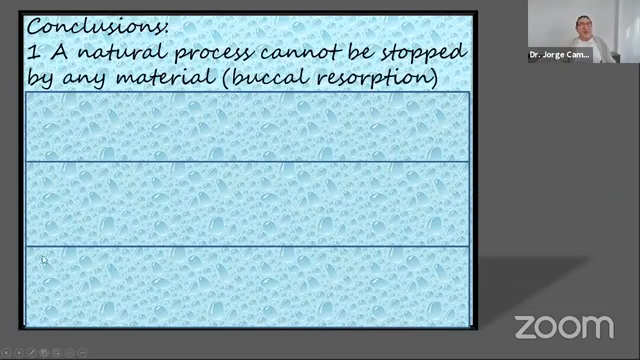 Conclusions:
1 A natural process cannot be stopped
by any material (buccal resorption)
Dr. Jorge Cam...
zoom